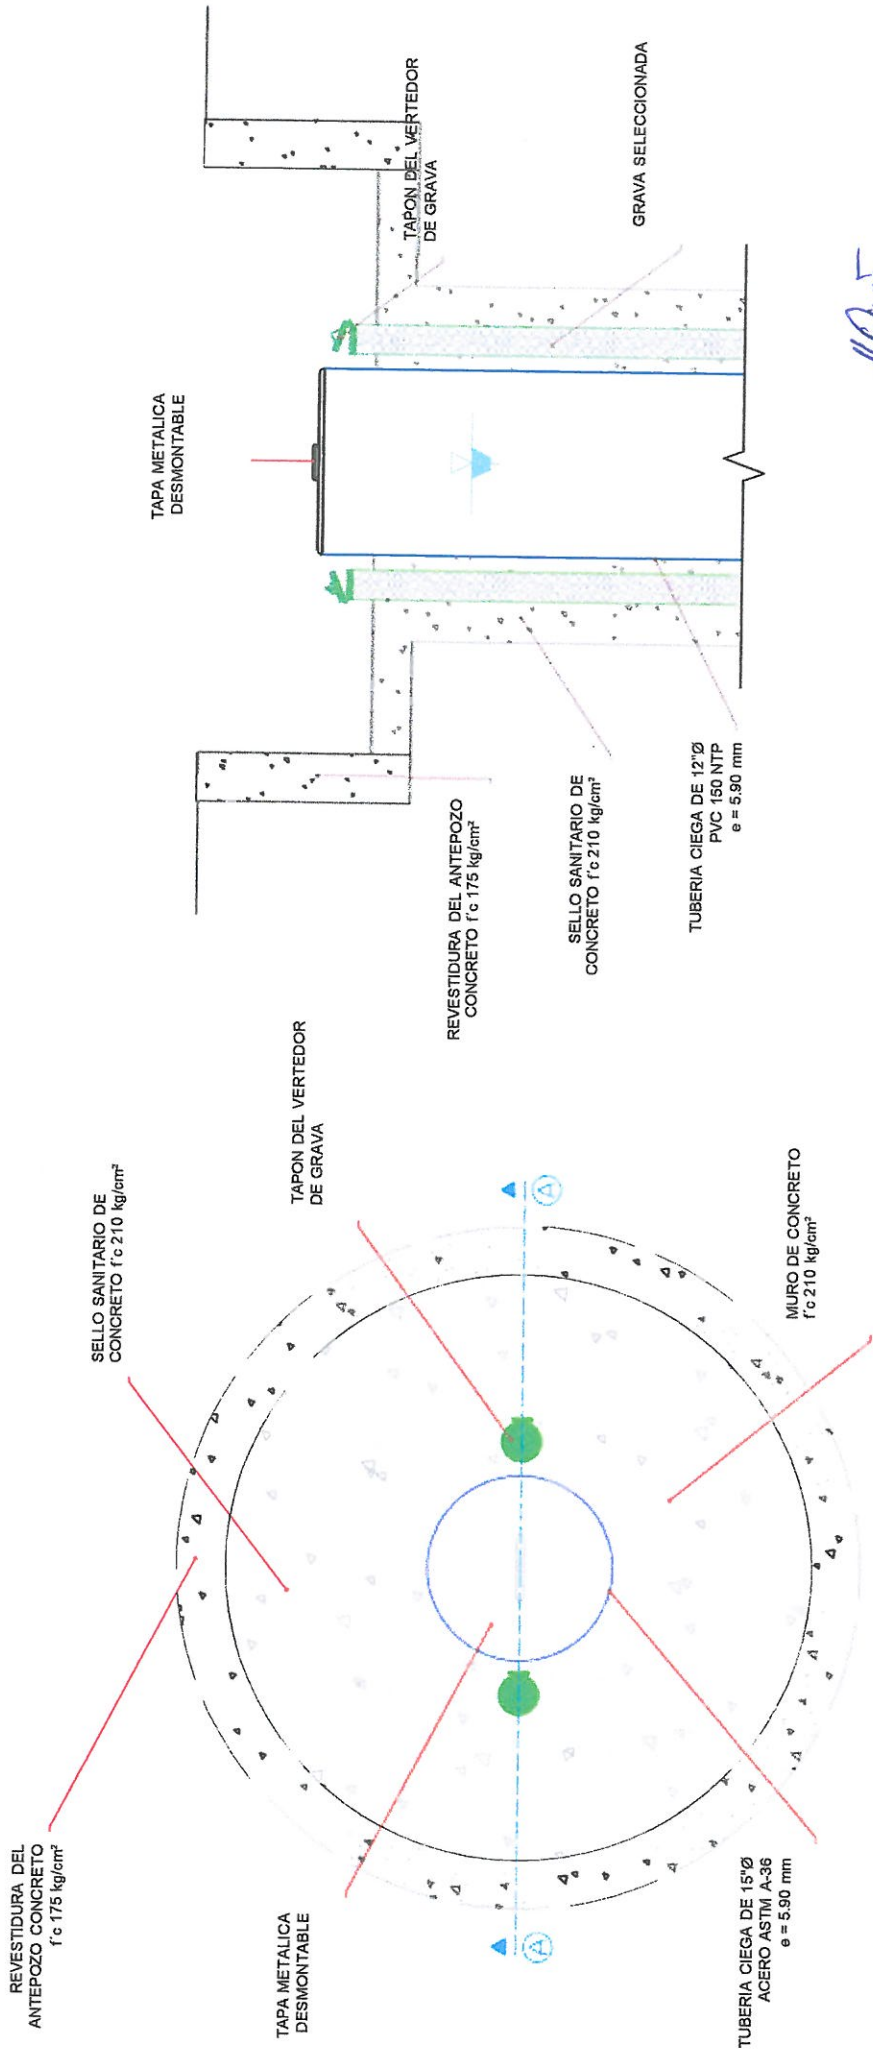 REVESTIDURA DEL
ANTEPOZO CONCRETO
f'c 175 kg/cm²
SELLO SANITARIO DE
CONCRETO f'c 210 kg/cm²
TAPON DEL VERTEDOR
DE GRAVA
TAPA METALICA
DESMONTABLE
A
A
TUBERIA CIEGA DE 15"Ø
ACERO ASTM A-36
e = 5.90 mm
MURO DE CONCRETO
f'c 210 kg/cm²
TAPA METALICA
DESMONTABLE
TAPON DEL VERTEDOR
DE GRAVA
GRAVA SELECCIONADA
REVESTIDURA DEL ANTEPOZO
CONCRETO f'c 175 kg/cm²
SELLO SANITARIO DE
CONCRETO f'c 210 kg/cm²
TUBERIA CIEGA DE 12"Ø
PVC 150 NTP
e = 5.90 mm